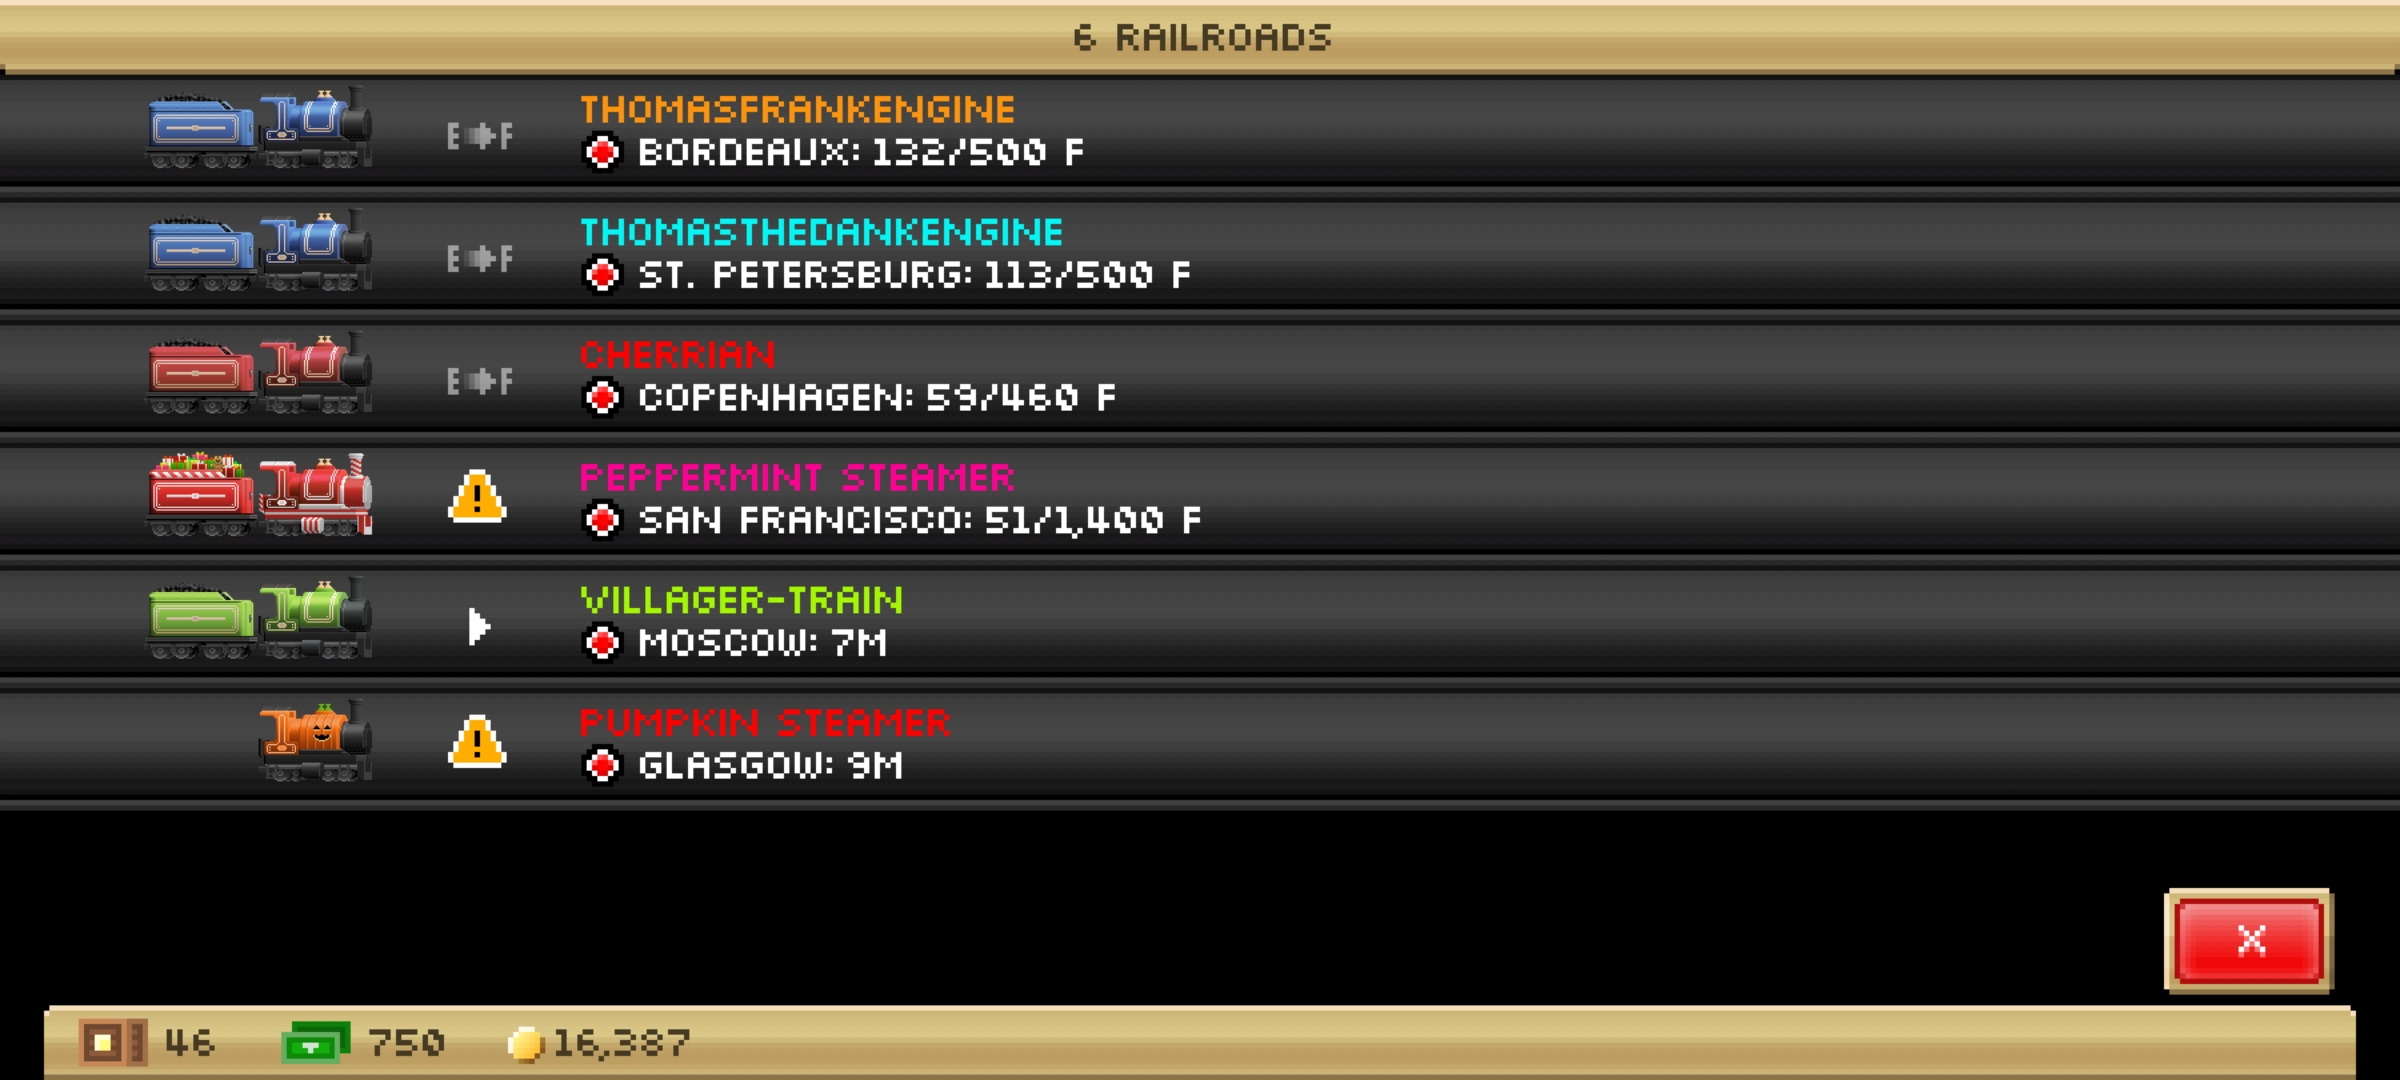 6 RAILROADS
THOMASFRANKENGINE
E F
BORDEAUX: 132/500 F
THOMASTHEDANKENGINE
E F
ST. PETERSBURG: 113/500 F
CHERRIAN
E F
COPENHAGEN: 59/460 F
PEPPERMINT STEAMER
!
SAN FRANCISCO: 51/1,400 F
VILLAGER-TRAIN
MOSCOW: 7M
PUMPKIN STEAMER
!
GLASGOW: 9M
X
46 750 16,387